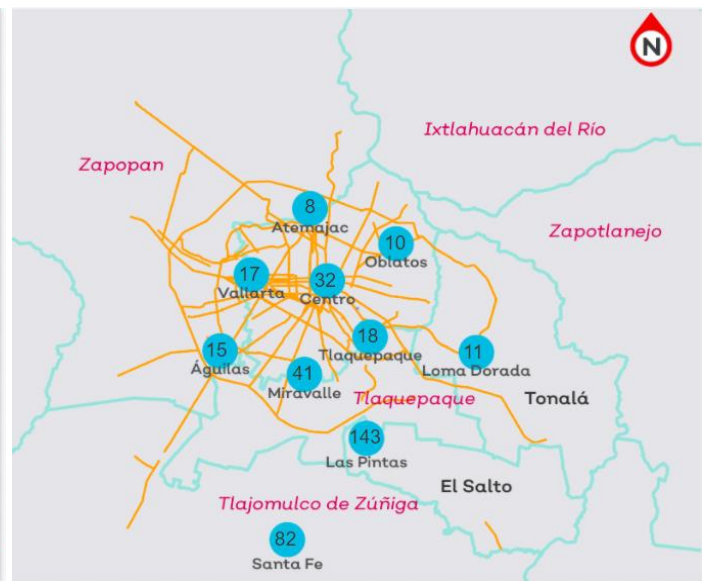 N
Ixtlahuacán del Río
Zapopan
8
Atemajac
Zapotlanejo
10
Oblatos
17
Vallarta
32
Centro
18
Tlaquepaque
15
Águilas
11
Loma Dorada
41
Miravalle
Tlaquepaque
Tonalá
143
Las Pintas
El Salto
Tlajomulco de Zúñiga
82
Santa Fe